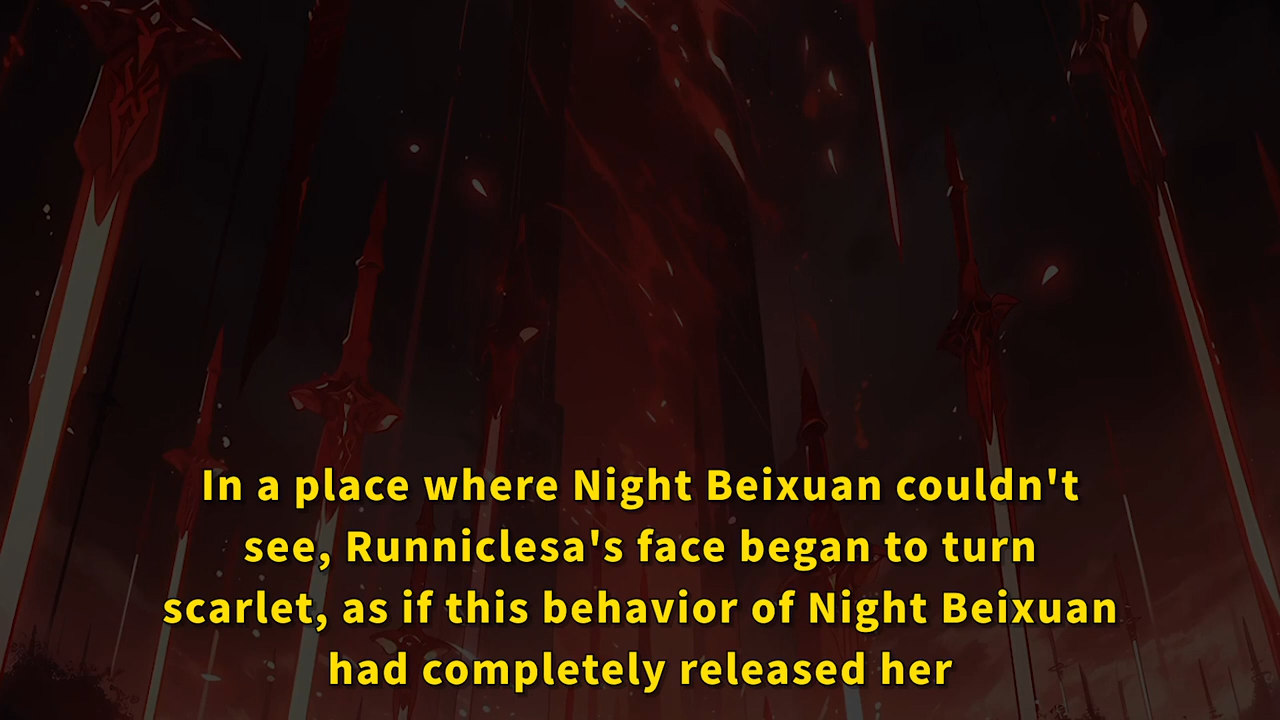 In a place where Night Beixuan couldn't
see, Runniclesa's face began to turn
scarlet, as if this behavior of Night Beixuan
had completely released her